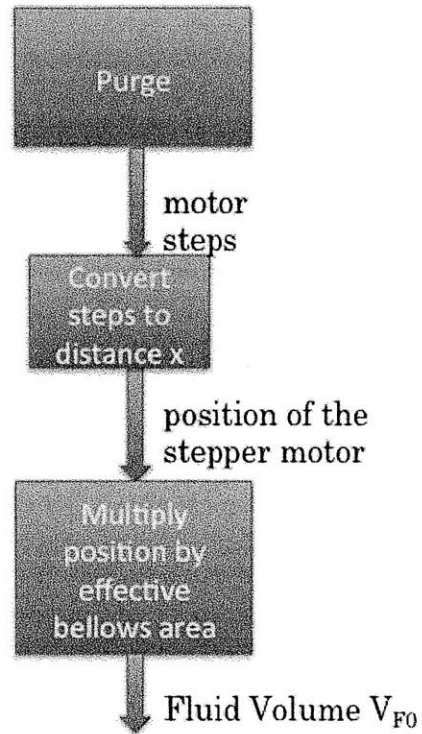 Purge
motor
steps
Convert
steps to
distance x
position of the
stepper motor
Multiply
position by
effective
bellows area
Fluid Volume V_F0